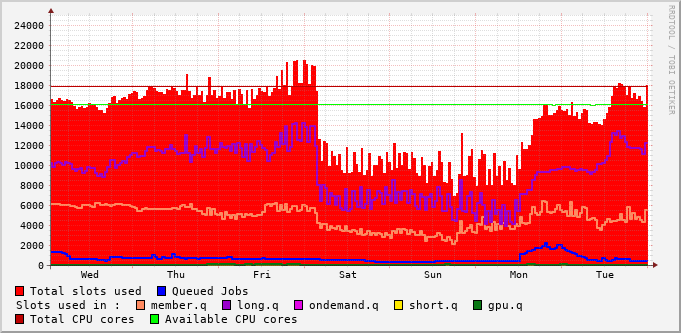 RRDTOOL / TOBI OETIKER
24000
22000
20000
18000
16000
14000
12000
10000
8000
6000
4000
2000
0
Wed Thu Fri Sat Sun Mon Tue
Total slots used Queued Jobs
Slots used in : member.q long.q ondemand.q short.q gpu.q
Total CPU cores Available CPU cores